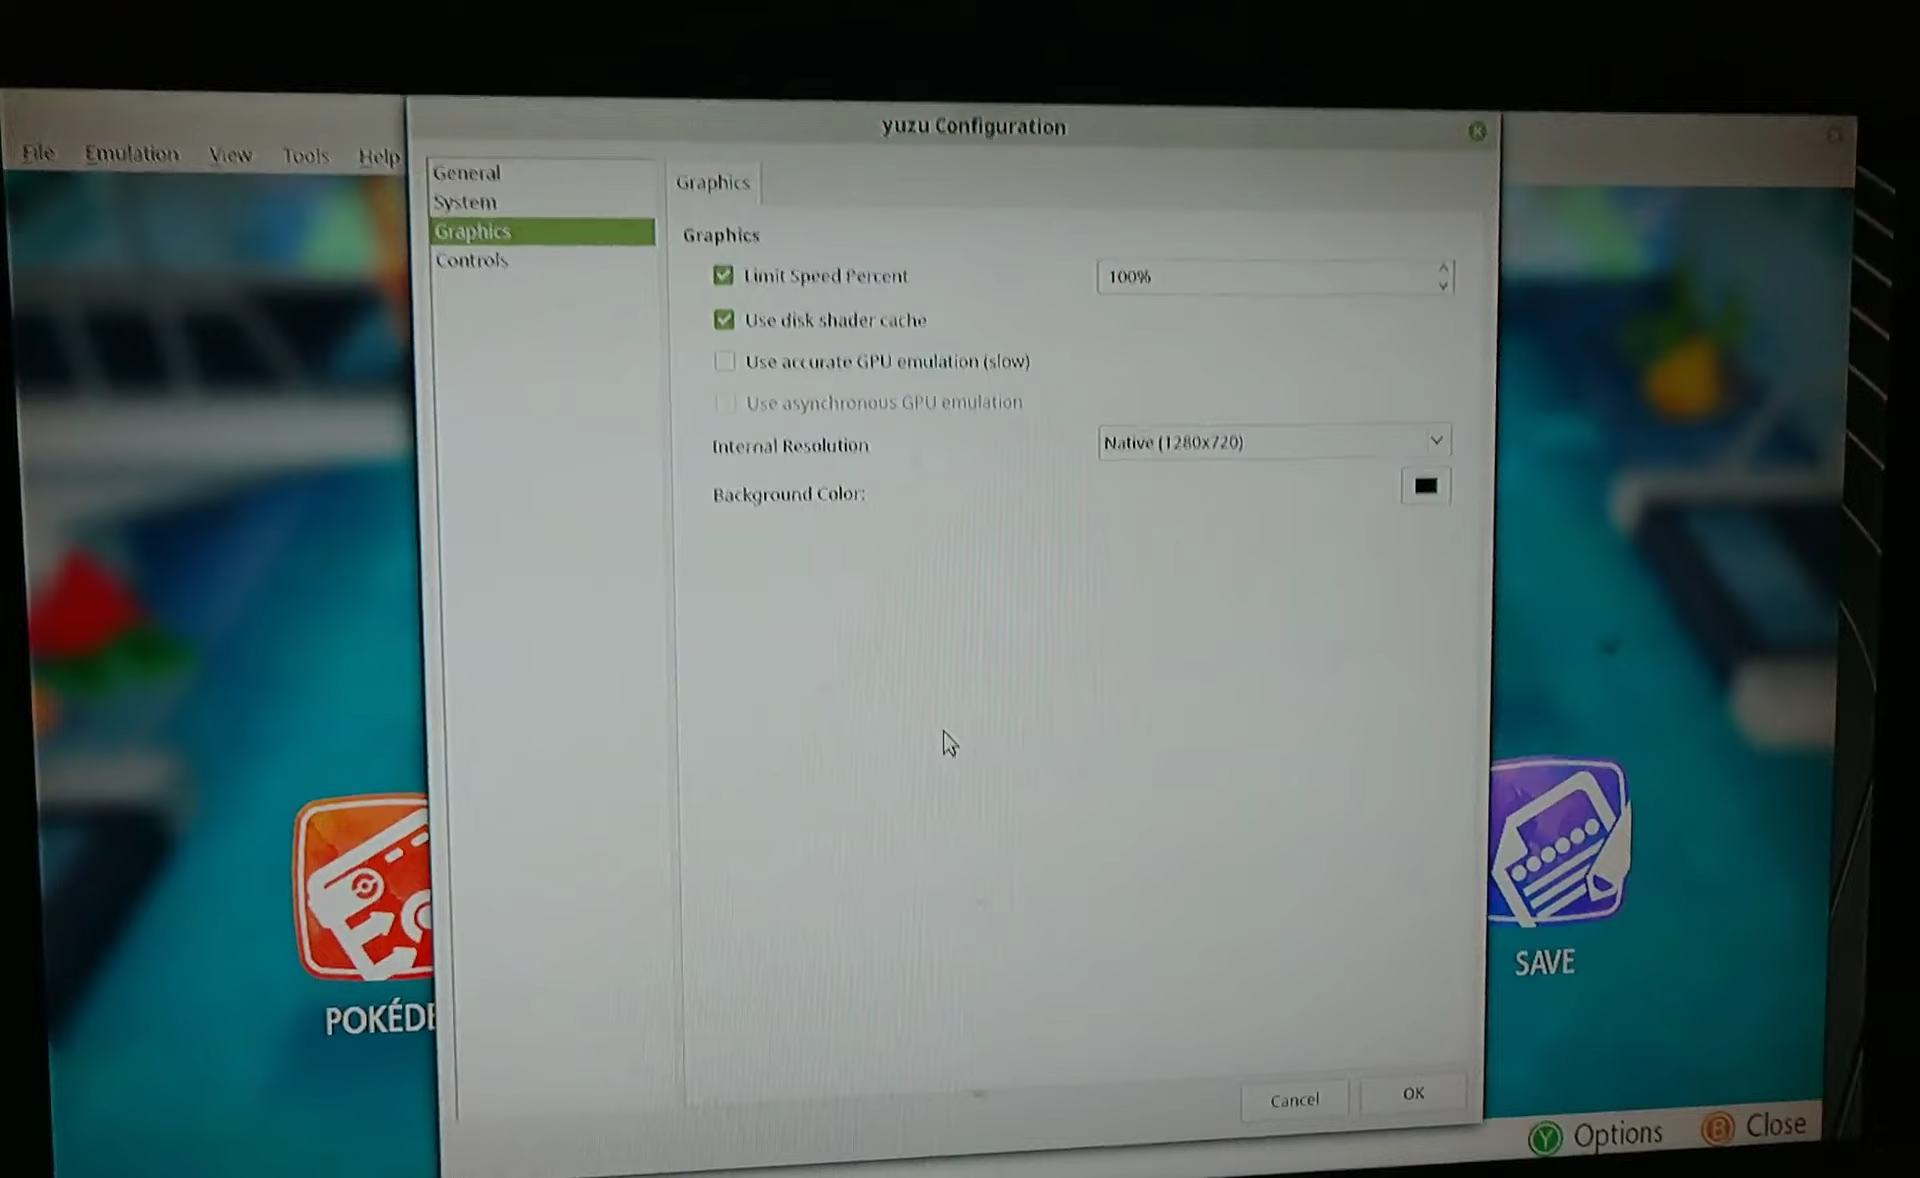 yuzu Configuration
File Emulation View Tools Help
General
System
Graphics
Controls
Graphics
Graphics
Limit Speed Percent 100%
Use disk shader cache
Use accurate GPU emulation (slow)
Use asynchronous GPU emulation
Internal Resolution Native (1280x720)
Background Color:
Cancel OK
POKÉDE
SAVE
Y Options B Close